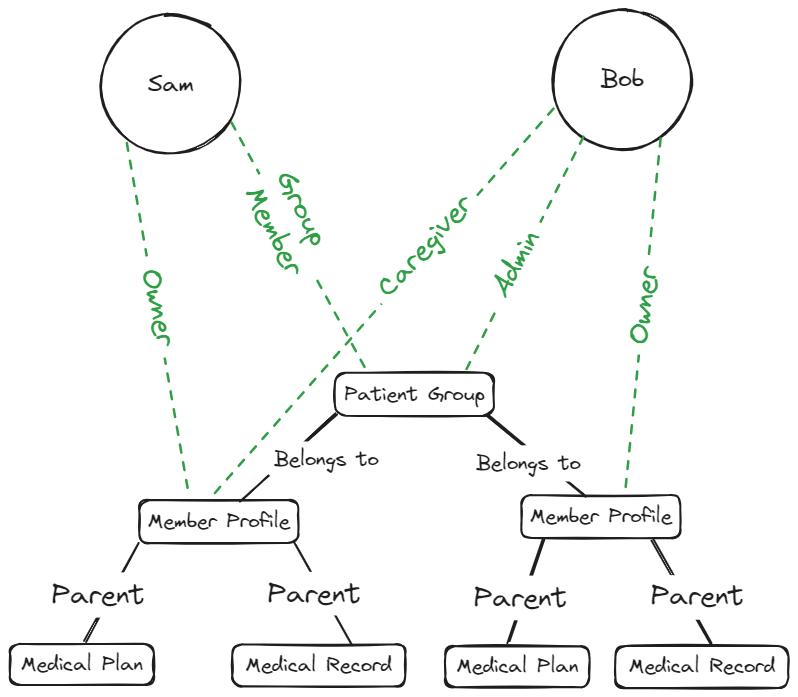 Sam
Bob
Group
Member
Caregiver
Admin
Owner
Owner
Patient Group
Belongs to
Belongs to
Member Profile
Member Profile
Parent
Parent
Parent
Parent
Medical Plan
Medical Record
Medical Plan
Medical Record